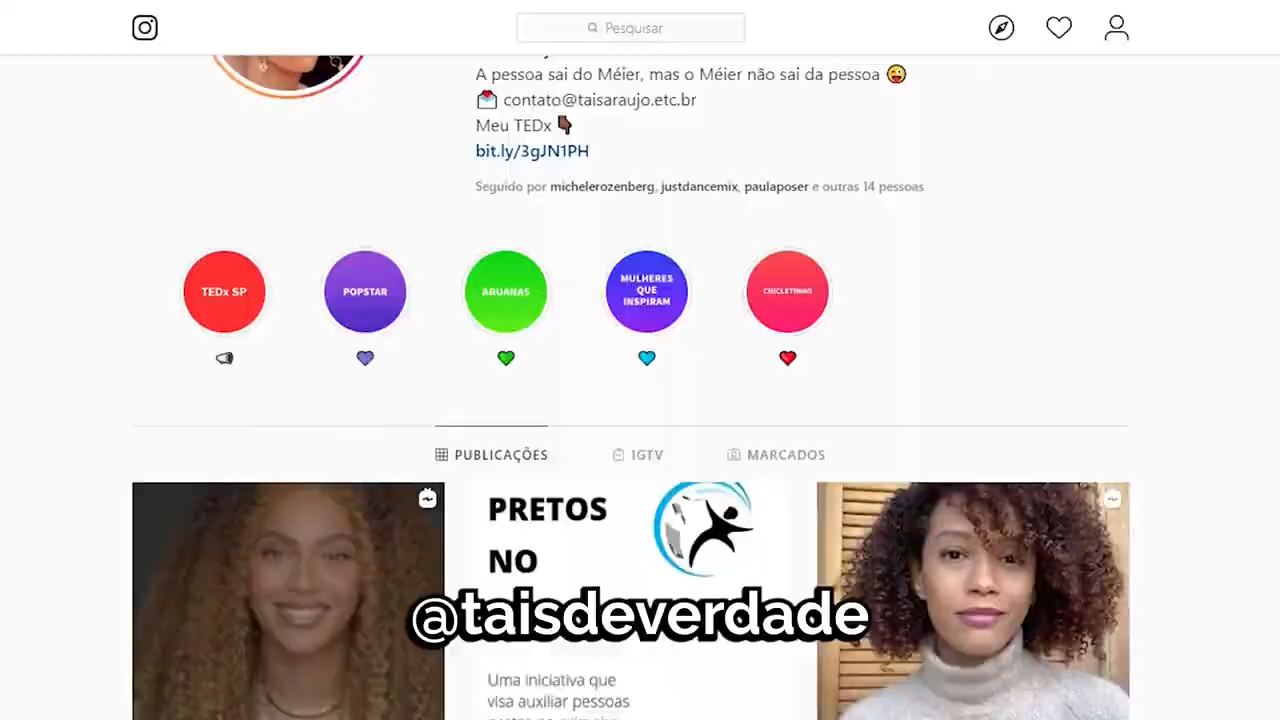 Pesquisar
A pessoa sai do Méier, mas o Méier não sai da pessoa 😜
💌 contato@taisaraujo.etc.br
Meu TEDx 👇🏿
bit.ly/3gJN1PH
Seguido por michelerozenberg, justdancemix, paulaposer e outras 14 pessoas
TEDx SP
POPSTAR
ARUANAS
MULHERES
QUE
INSPIRAM
CHICLETINHO
PUBLICAÇÕES
IGTV
MARCADOS
PRETOS
NO
@taisdeverdade
Uma iniciativa que
visa auxiliar pessoas